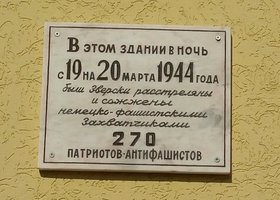 В ЭТОМ ЗДАНИИ В НОЧЬ
С 19 НА 20 МАРТА 1944 ГОДА
были Зверски расстреляны
и сожжены
немецко-фашистскими
Захватчиками
270
ПАТРИОТОВ-АНТИФАШИСТОВ